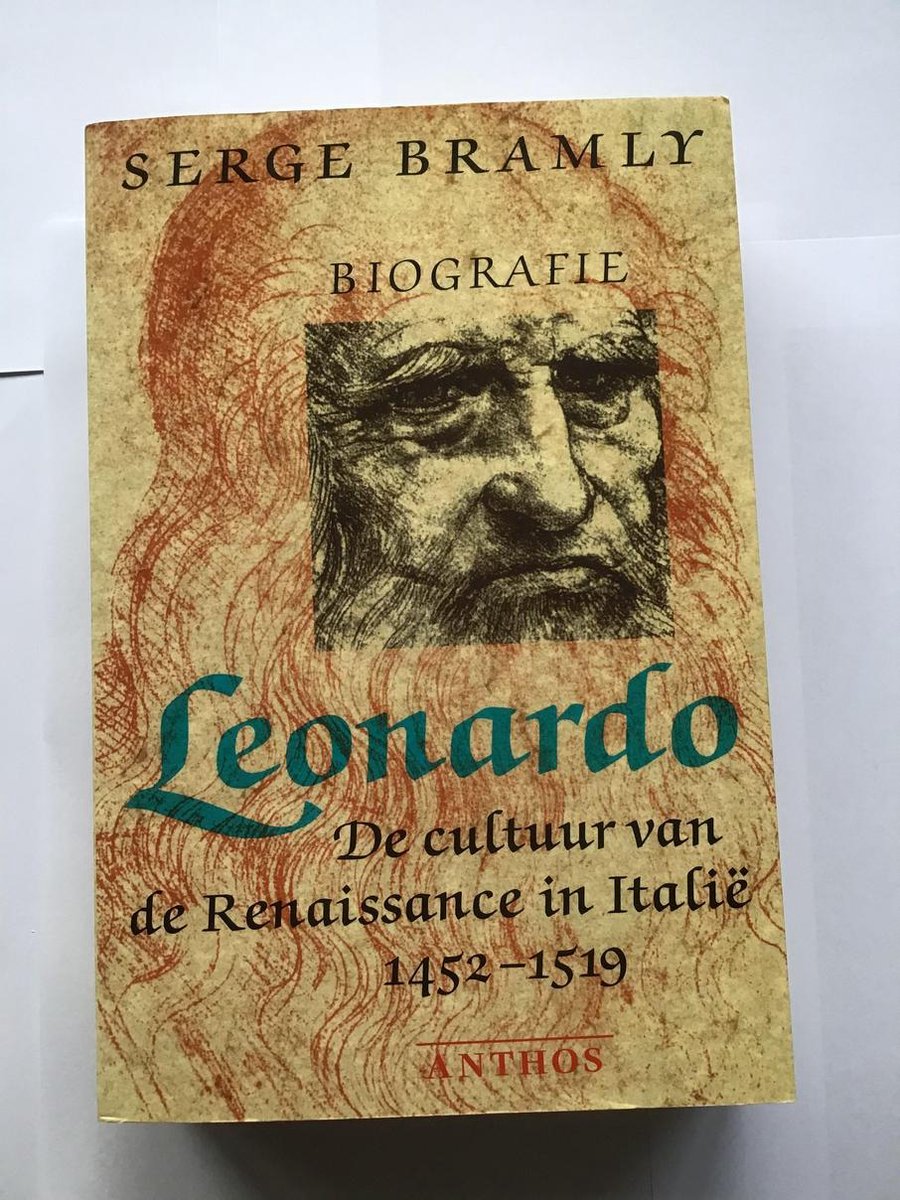 SERGE BRAMLY
BIOGRAFIE
Leonardo
De cultuur van
de Renaissance in Italië
1452–1519
ANTHOS